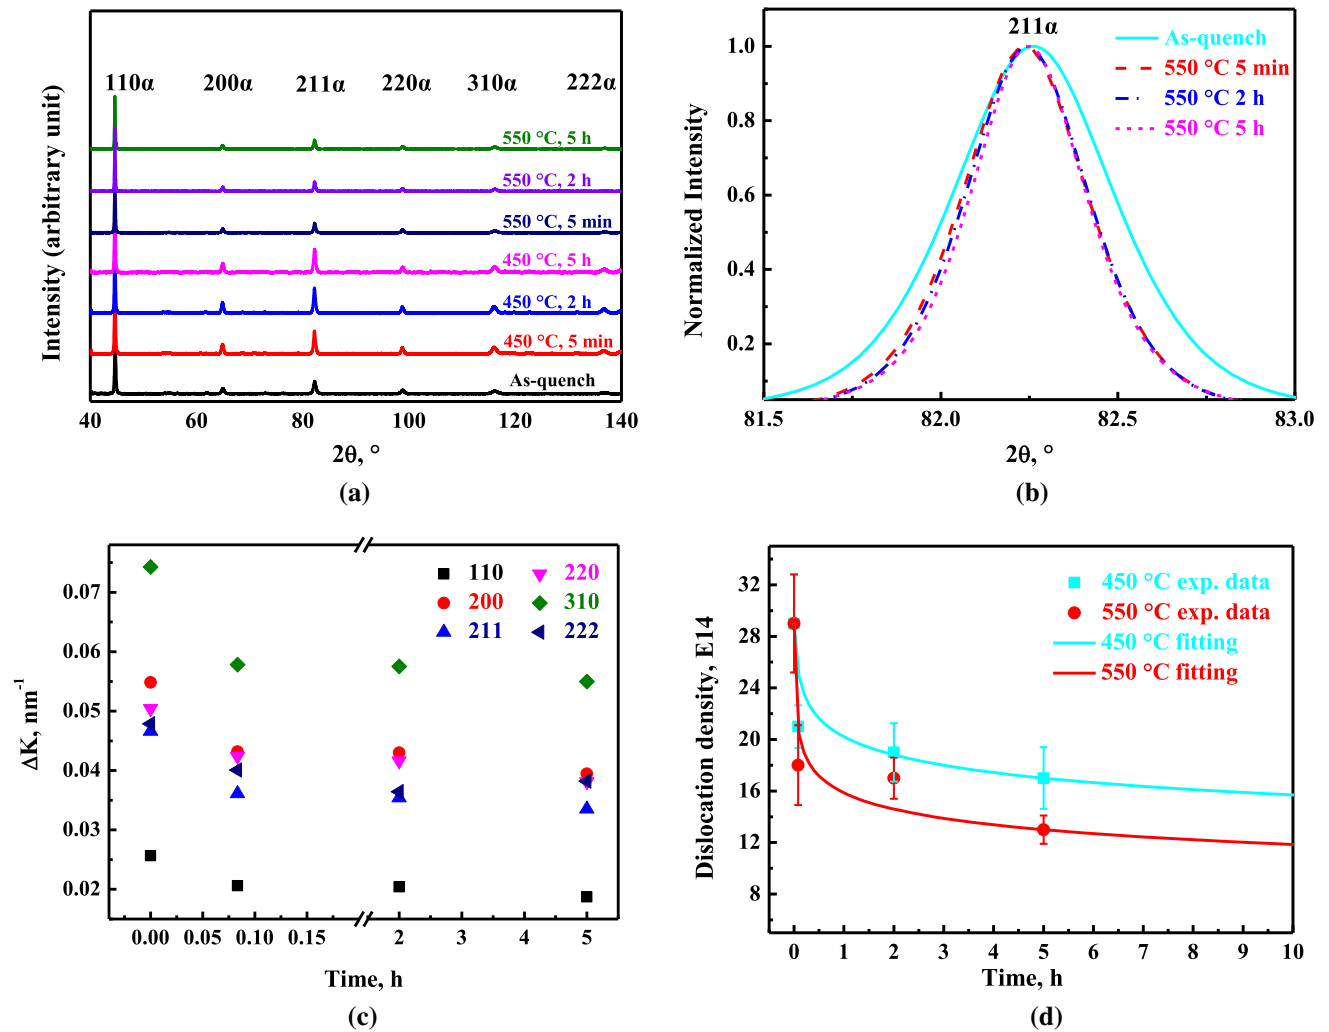 Intensity (arbitrary unit)
110α 200α 211α 220α 310α 222α
550 °C, 5 h
550 °C, 2 h
550 °C, 5 min
450 °C, 5 h
450 °C, 2 h
450 °C, 5 min
As-quench
40 60 80 100 120 140
2θ, °
(a)
Normalized Intensity
211α
As-quench
550 °C 5 min
550 °C 2 h
550 °C 5 h
1.0
0.8
0.6
0.4
0.2
81.5 82.0 82.5 83.0
2θ, °
(b)
ΔK, nm-1
0.07
0.06
0.05
0.04
0.03
0.02
110 220
200 310
211 222
0.00 0.05 0.10 0.15 2 3 4 5
Time, h
(c)
Dislocation density, E14
32
28
24
20
16
12
8
450 °C exp. data
550 °C exp. data
450 °C fitting
550 °C fitting
0 1 2 3 4 5 6 7 8 9 10
Time, h
(d)